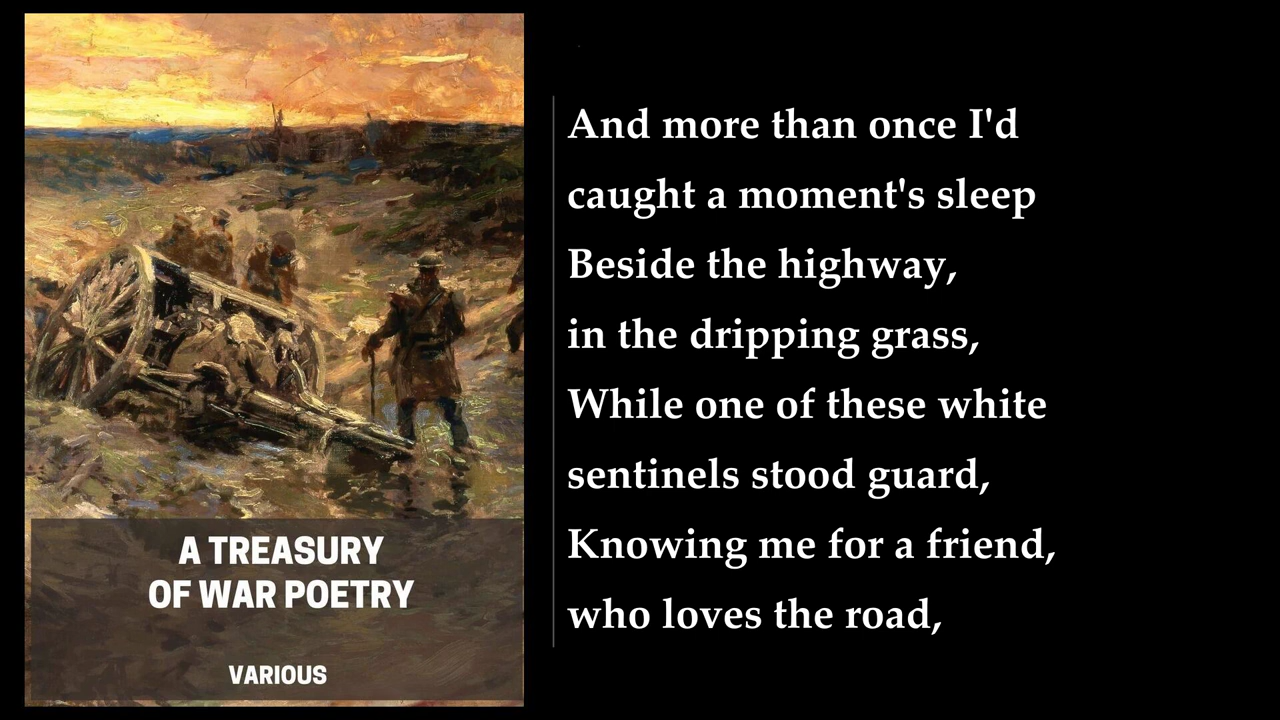 A TREASURY
OF WAR POETRY
VARIOUS
And more than once I'd
caught a moment's sleep
Beside the highway,
in the dripping grass,
While one of these white
sentinels stood guard,
Knowing me for a friend,
who loves the road,